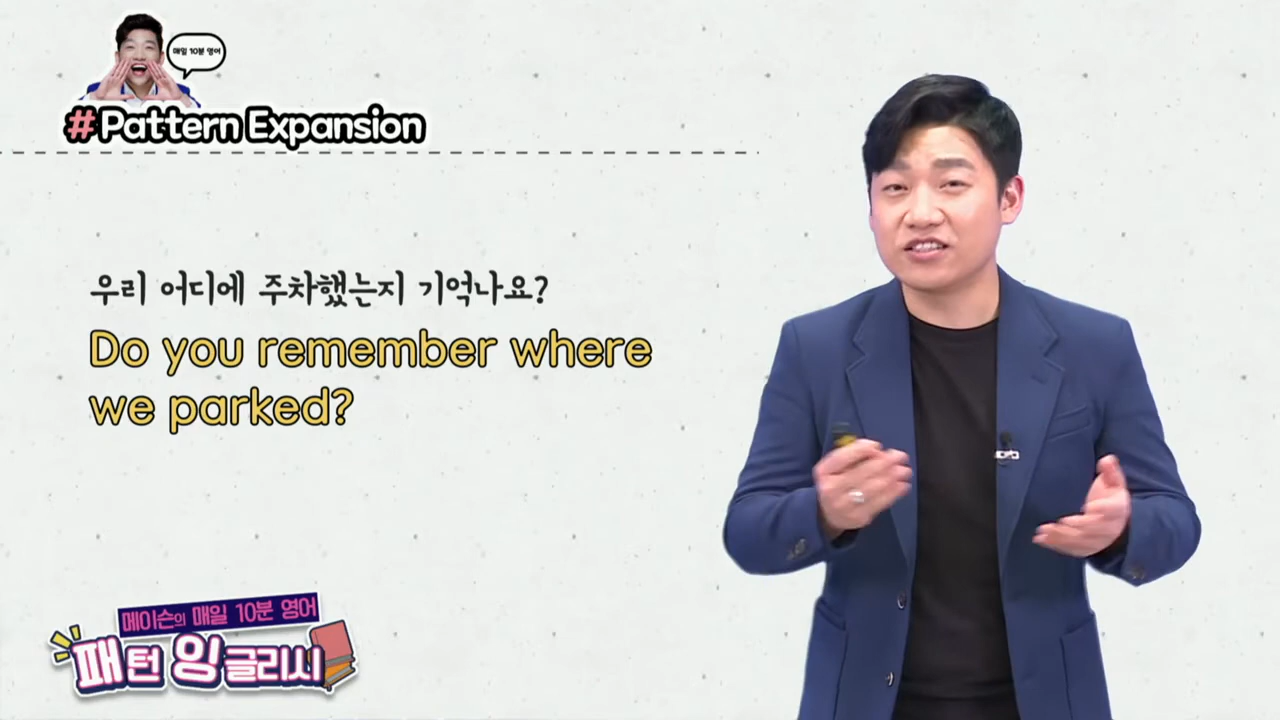 매일 10분 영어
#Pattern Expansion
우리 어디에 주차했는지 기억나요?
Do you remember where
we parked?
메이슨의 매일 10분 영어
패턴 잉글리시